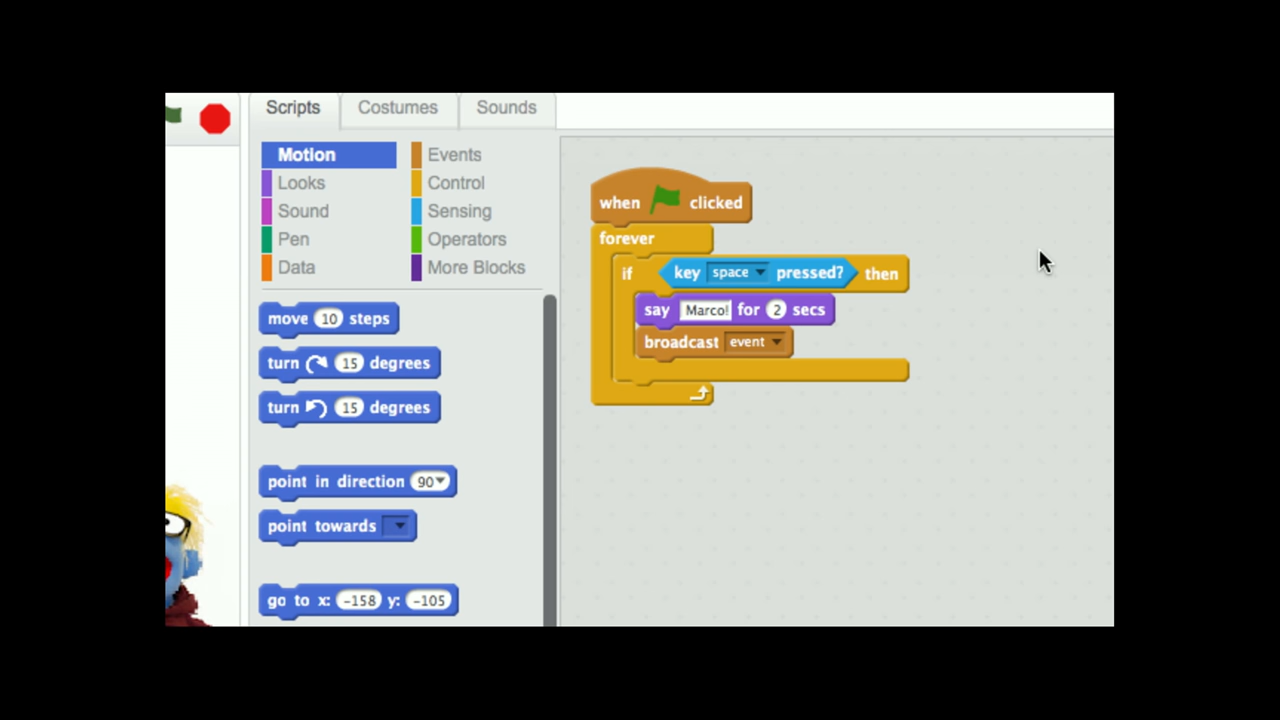 Scripts Costumes Sounds
Motion Events
Looks Control
Sound Sensing
Pen Operators
Data More Blocks
move 10 steps
turn 15 degrees
turn 15 degrees
point in direction 90
point towards
go to x: -158 y: -105
when clicked
forever
if key space pressed? then
say Marco! for 2 secs
broadcast event